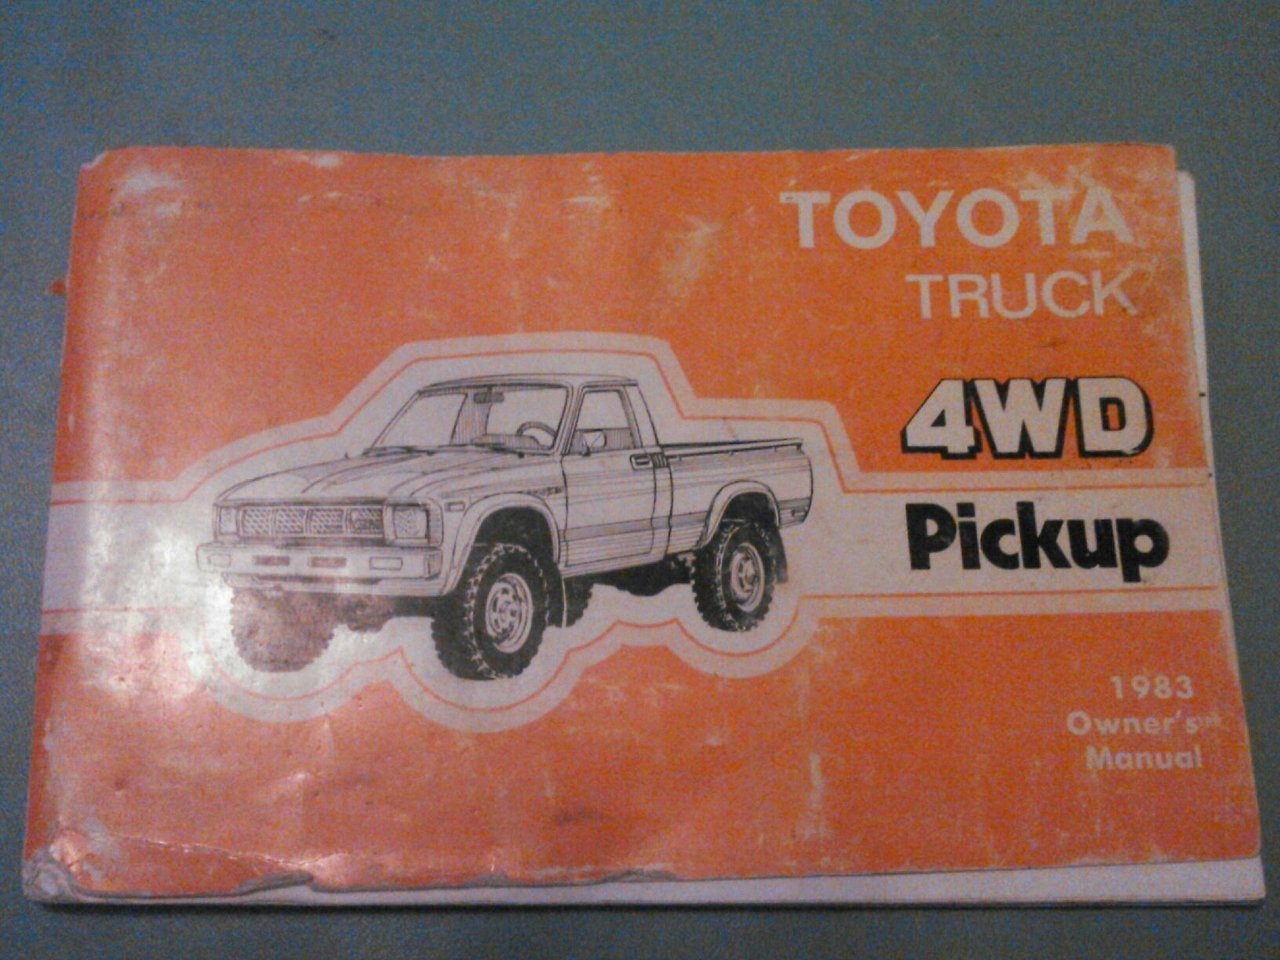 TOYOTA
TRUCK
4WD
Pickup
1983
Owner's
Manual